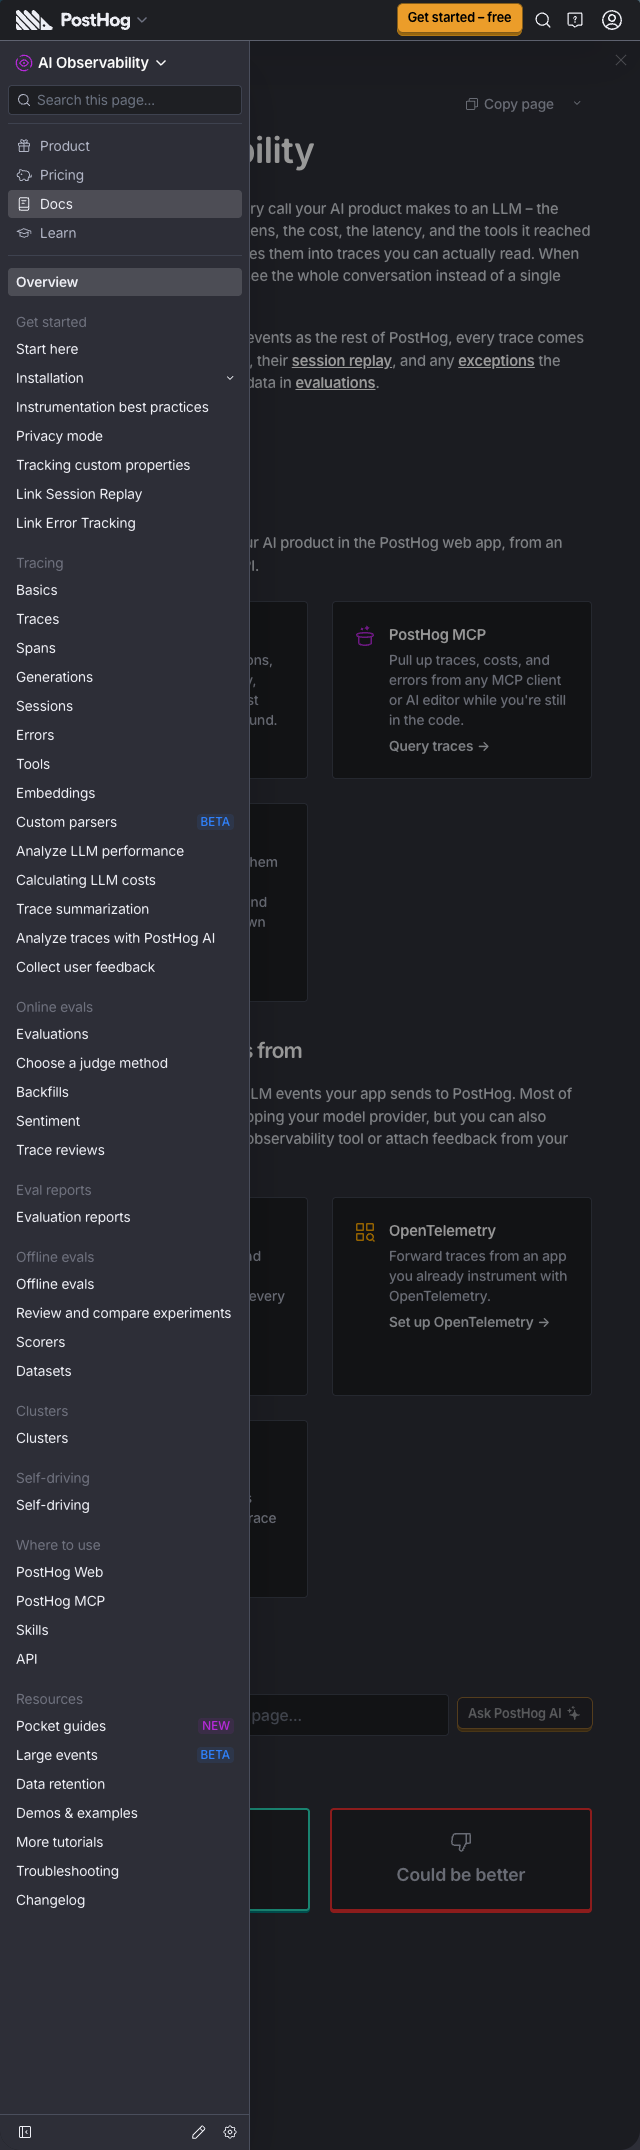 PostHog
Get started – free
AI Observability
Search this page...
Product
Pricing
Docs
Learn
Overview
Get started
Start here
Installation
Instrumentation best practices
Privacy mode
Tracking custom properties
Link Session Replay
Link Error Tracking
Tracing
Basics
Traces
Spans
Generations
Sessions
Errors
Tools
Embeddings
Custom parsers BETA
Analyze LLM performance
Calculating LLM costs
Trace summarization
Analyze traces with PostHog AI
Collect user feedback
Online evals
Evaluations
Choose a judge method
Backfills
Sentiment
Trace reviews
Eval reports
Evaluation reports
Offline evals
Offline evals
Review and compare experiments
Scorers
Datasets
Clusters
Clusters
Self-driving
Self-driving
Where to use
PostHog Web
PostHog MCP
Skills
API
Resources
Pocket guides NEW
Large events BETA
Data retention
Demos & examples
More tutorials
Troubleshooting
Changelog
Copy page
call your AI product makes to an LLM – the
the cost, the latency, and the tools it reached
them into traces you can actually read. When
the whole conversation instead of a single
events as the rest of PostHog, every trace comes
their session replay, and any exceptions the
in evaluations.
AI product in the PostHog web app, from an
PostHog MCP
Pull up traces, costs, and
errors from any MCP client
or AI editor while you're still
in the code.
Query traces →
from
events your app sends to PostHog. Most of
your model provider, but you can also
observability tool or attach feedback from your
every
OpenTelemetry
Forward traces from an app
you already instrument with
OpenTelemetry.
Set up OpenTelemetry →
page...
Ask PostHog AI
Could be better